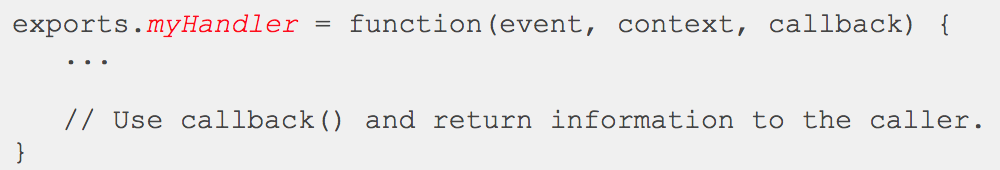 exports.myHandler = function(event, context, callback) {
   ...
   // Use callback() and return information to the caller.
}